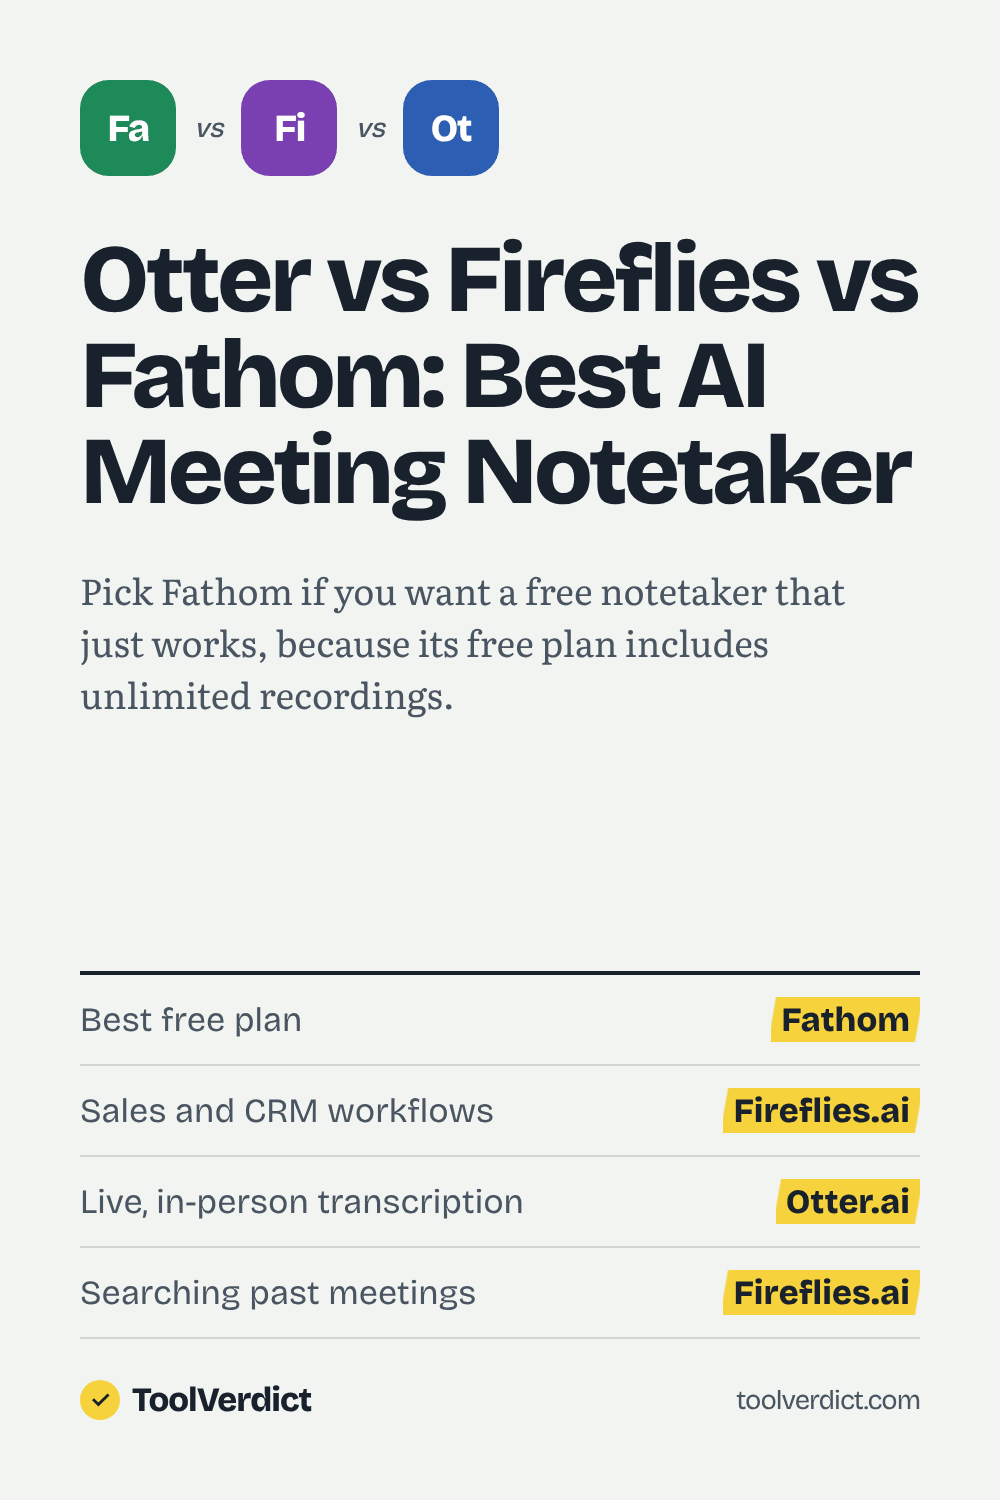 Fa vs Fi vs Ot
Otter vs Fireflies vs
Fathom: Best AI
Meeting Notetaker
Pick Fathom if you want a free notetaker that
just works, because its free plan includes
unlimited recordings.
Best free plan Fathom
Sales and CRM workflows Fireflies.ai
Live, in-person transcription Otter.ai
Searching past meetings Fireflies.ai
ToolVerdict toolverdict.com